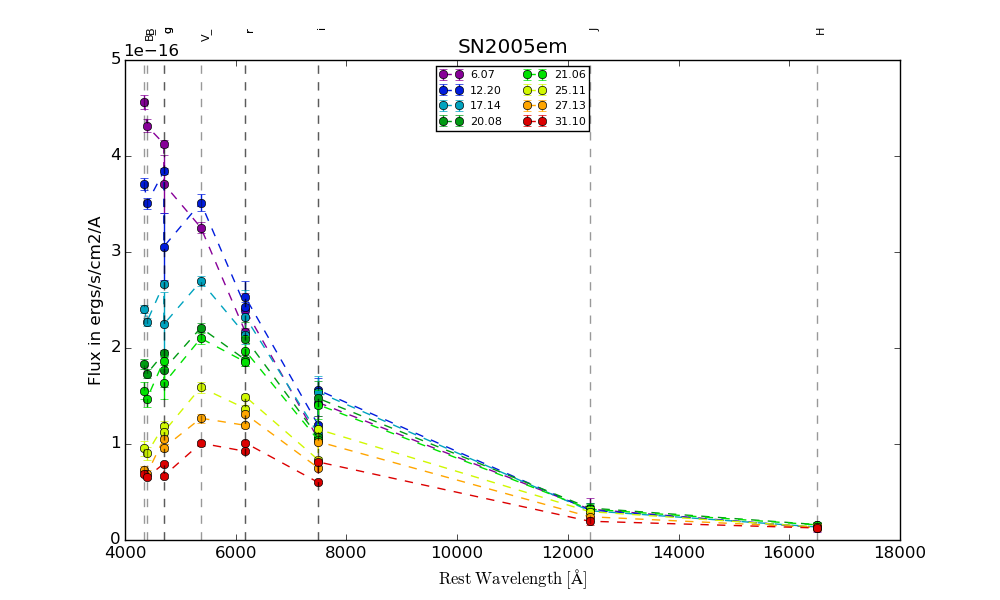 B B_ g V_ r i J H
SN2005em
1e−16
6.07 21.06
12.20 25.11
17.14 27.13
20.08 31.10
5
4
3
2
1
0
Flux in ergs/s/cm2/A
4000 6000 8000 10000 12000 14000 16000 18000
Rest Wavelength [Å]